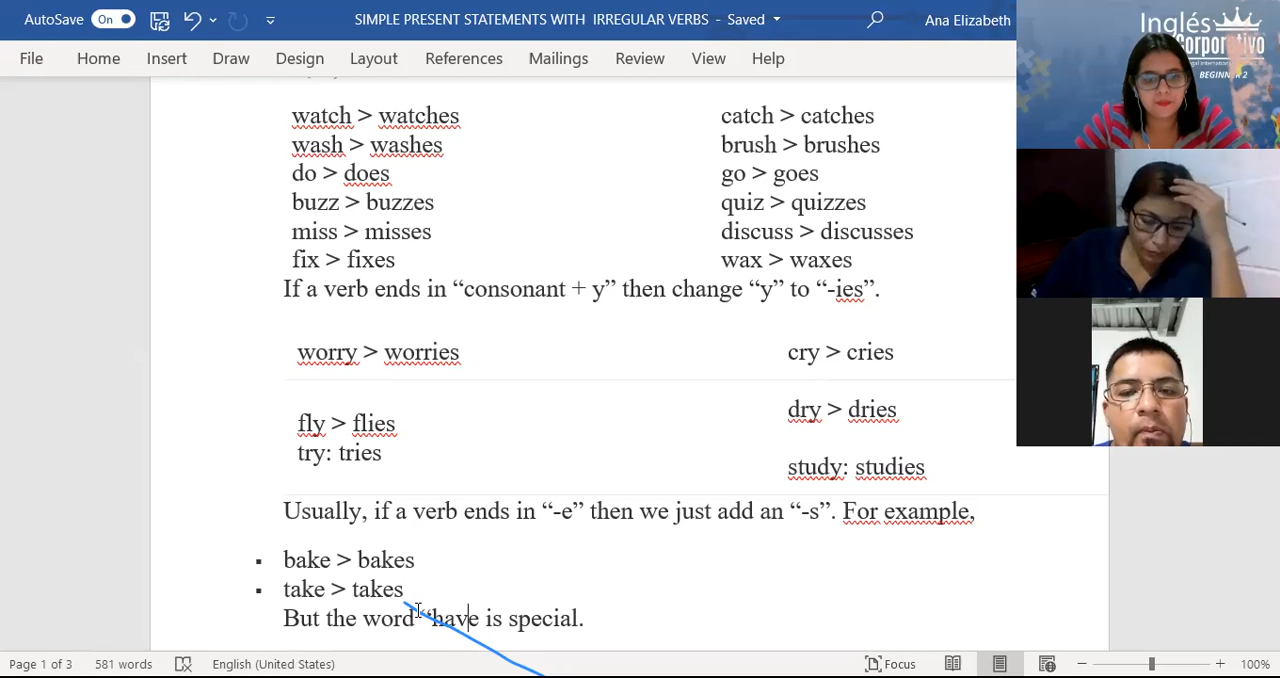 AutoSave On SIMPLE PRESENT STATEMENTS WITH IRREGULAR VERBS - Saved Ana Elizabeth
File Home Insert Draw Design Layout References Mailings Review View Help
Inglés
Corporativo
BEGINNER 2
watch > watches catch > catches
wash > washes brush > brushes
do > does go > goes
buzz > buzzes quiz > quizzes
miss > misses discuss > discusses
fix > fixes wax > waxes
If a verb ends in “consonant + y” then change “y” to “-ies”.
worry > worries cry > cries
fly > flies dry > dries
try: tries
study: studies
Usually, if a verb ends in “-e” then we just add an “-s”. For example,
▪ bake > bakes
▪ take > takes
But the word “have is special.
Page 1 of 3 581 words English (United States) Focus 100%